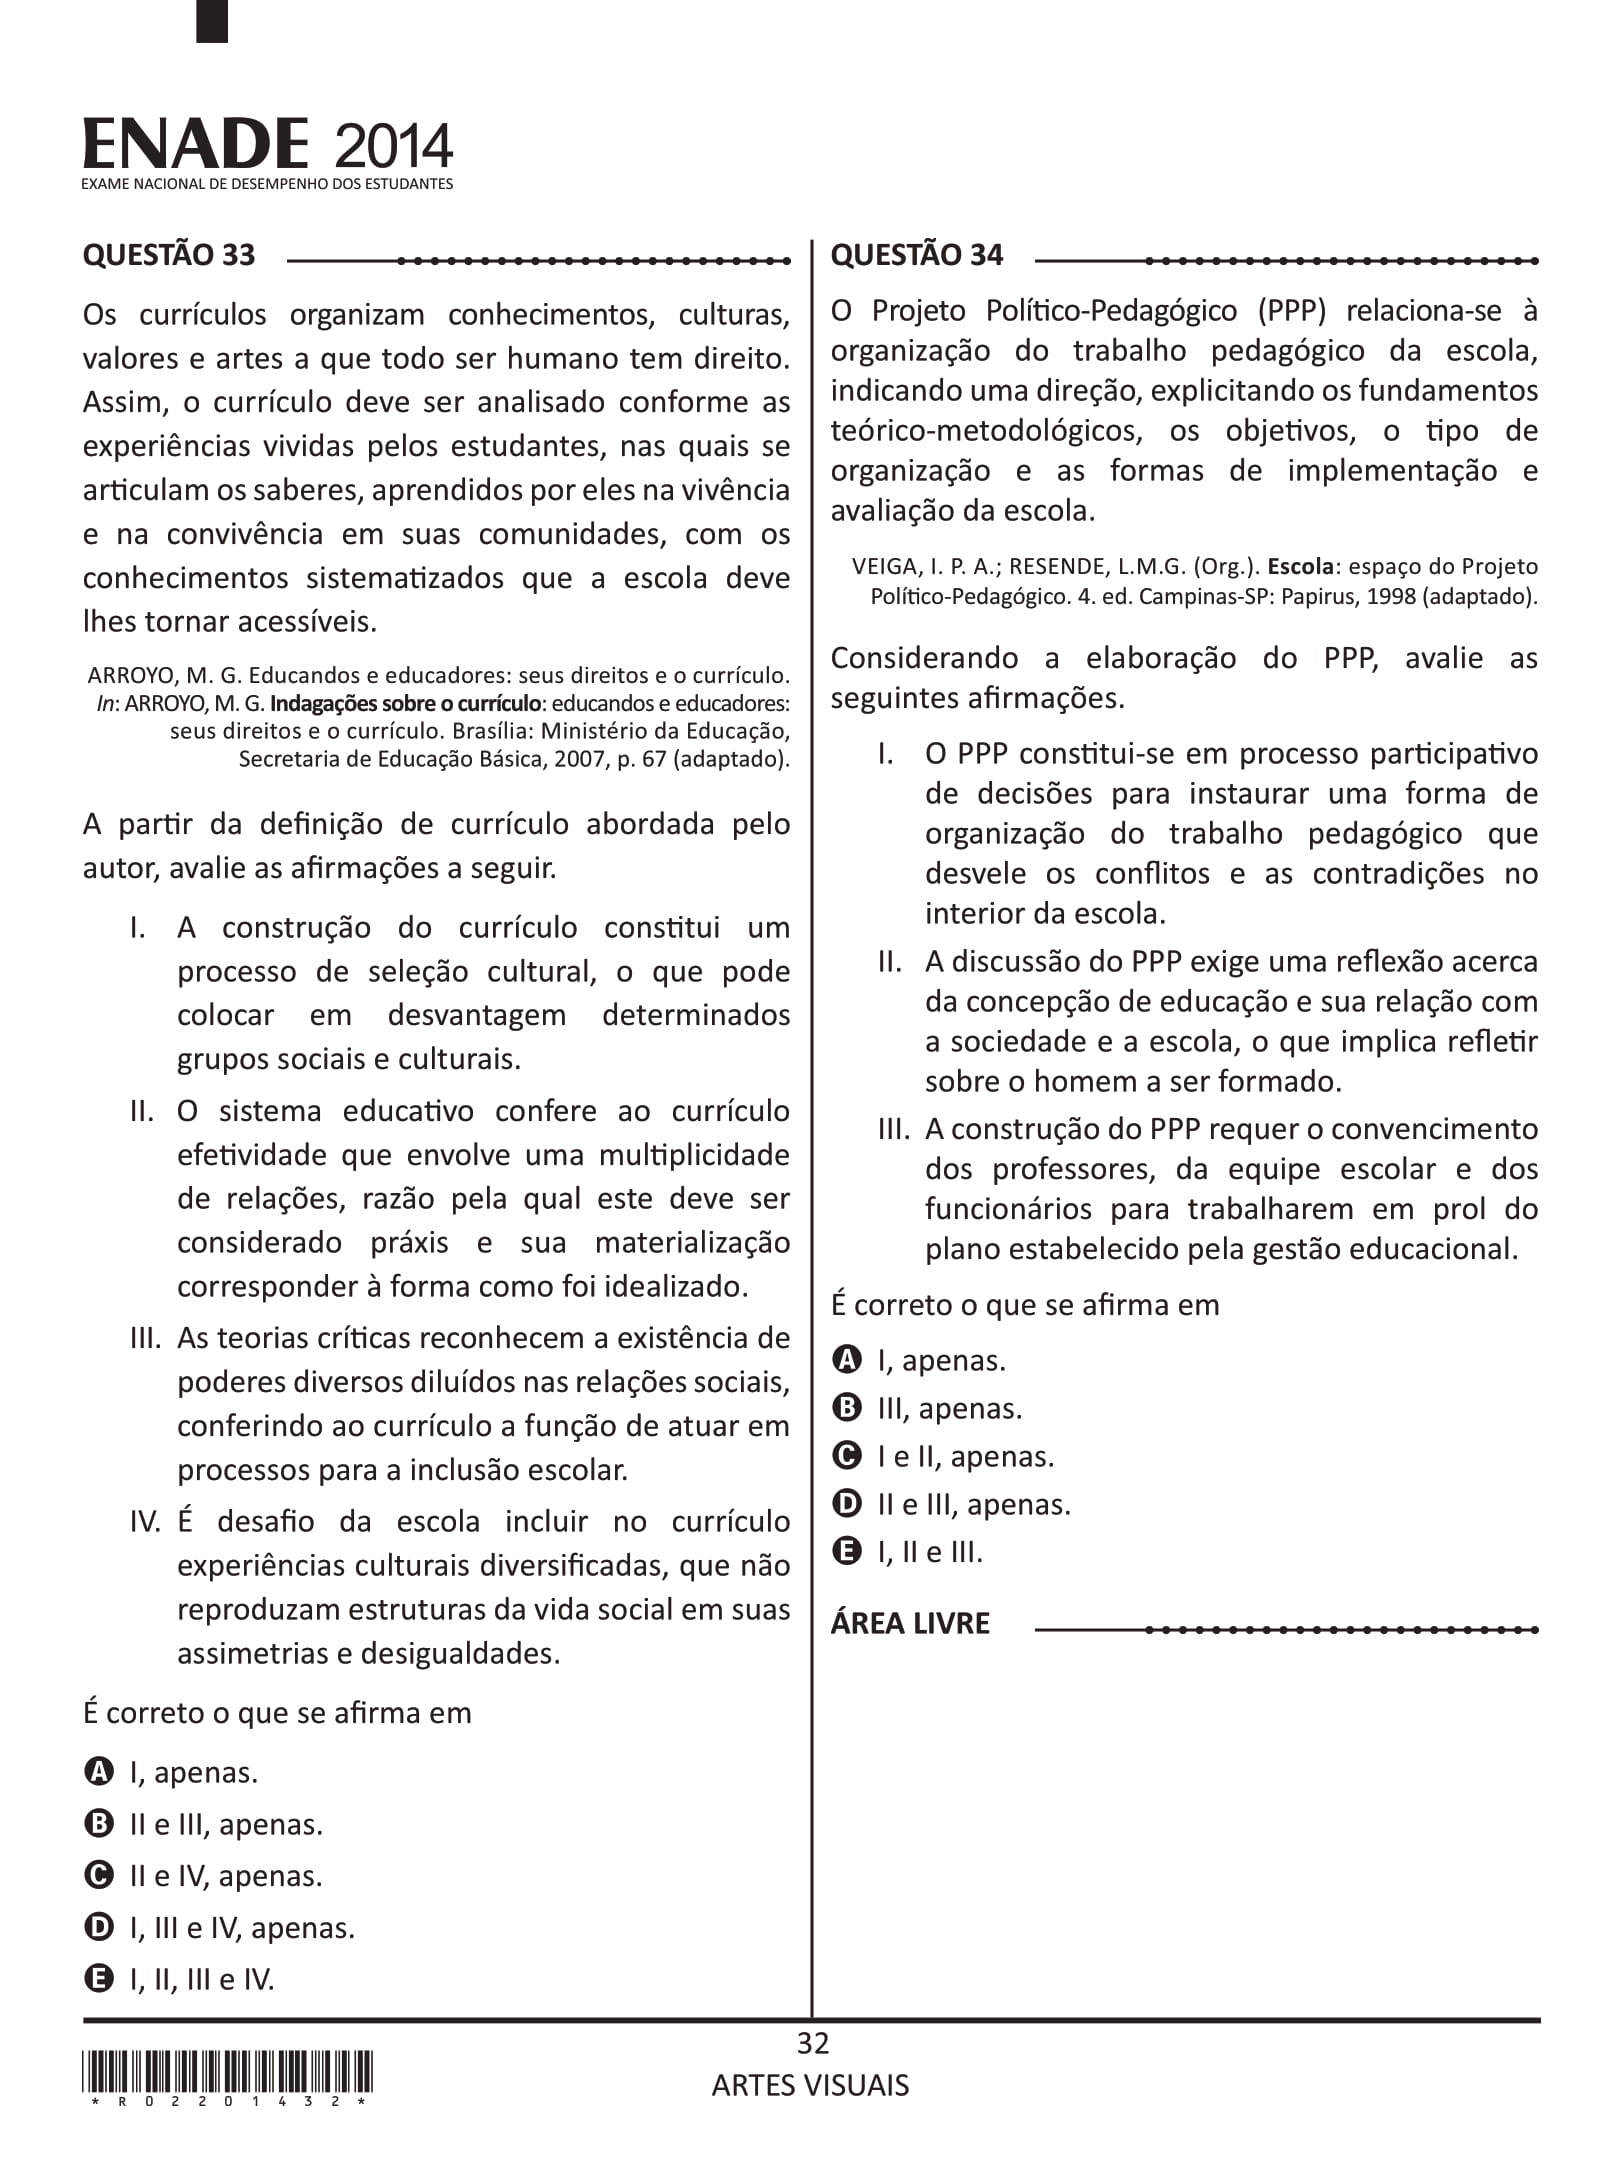 ENADE 2014
EXAME NACIONAL DE DESEMPENHO DOS ESTUDANTES
QUESTÃO 33
Os currículos organizam conhecimentos, culturas,
valores e artes a que todo ser humano tem direito.
Assim, o currículo deve ser analisado conforme as
experiências vividas pelos estudantes, nas quais se
articulam os saberes, aprendidos por eles na vivência
e na convivência em suas comunidades, com os
conhecimentos sistematizados que a escola deve
lhes tornar acessíveis.
ARROYO, M. G. Educandos e educadores: seus direitos e o currículo.
In: ARROYO, M. G. Indagações sobre o currículo: educandos e educadores:
seus direitos e o currículo. Brasília: Ministério da Educação,
Secretaria de Educação Básica, 2007, p. 67 (adaptado).
A partir da definição de currículo abordada pelo
autor, avalie as afirmações a seguir.
I. A construção do currículo constitui um
processo de seleção cultural, o que pode
colocar em desvantagem determinados
grupos sociais e culturais.
II. O sistema educativo confere ao currículo
efetividade que envolve uma multiplicidade
de relações, razão pela qual este deve ser
considerado práxis e sua materialização
corresponder à forma como foi idealizado.
III. As teorias críticas reconhecem a existência de
poderes diversos diluídos nas relações sociais,
conferindo ao currículo a função de atuar em
processos para a inclusão escolar.
IV. É desafio da escola incluir no currículo
experiências culturais diversificadas, que não
reproduzam estruturas da vida social em suas
assimetrias e desigualdades.
É correto o que se afirma em
A I, apenas.
B II e III, apenas.
C II e IV, apenas.
D I, III e IV, apenas.
E I, II, III e IV.
QUESTÃO 34
O Projeto Político-Pedagógico (PPP) relaciona-se à
organização do trabalho pedagógico da escola,
indicando uma direção, explicitando os fundamentos
teórico-metodológicos, os objetivos, o tipo de
organização e as formas de implementação e
avaliação da escola.
VEIGA, I. P. A.; RESENDE, L.M.G. (Org.). Escola: espaço do Projeto
Político-Pedagógico. 4. ed. Campinas-SP: Papirus, 1998 (adaptado).
Considerando a elaboração do PPP, avalie as
seguintes afirmações.
I. O PPP constitui-se em processo participativo
de decisões para instaurar uma forma de
organização do trabalho pedagógico que
desvele os conflitos e as contradições no
interior da escola.
II. A discussão do PPP exige uma reflexão acerca
da concepção de educação e sua relação com
a sociedade e a escola, o que implica refletir
sobre o homem a ser formado.
III. A construção do PPP requer o convencimento
dos professores, da equipe escolar e dos
funcionários para trabalharem em prol do
plano estabelecido pela gestão educacional.
É correto o que se afirma em
A I, apenas.
B III, apenas.
C I e II, apenas.
D II e III, apenas.
E I, II e III.
ÁREA LIVRE
32
ARTES VISUAIS
* R 0 2 2 0 1 4 3 2 *